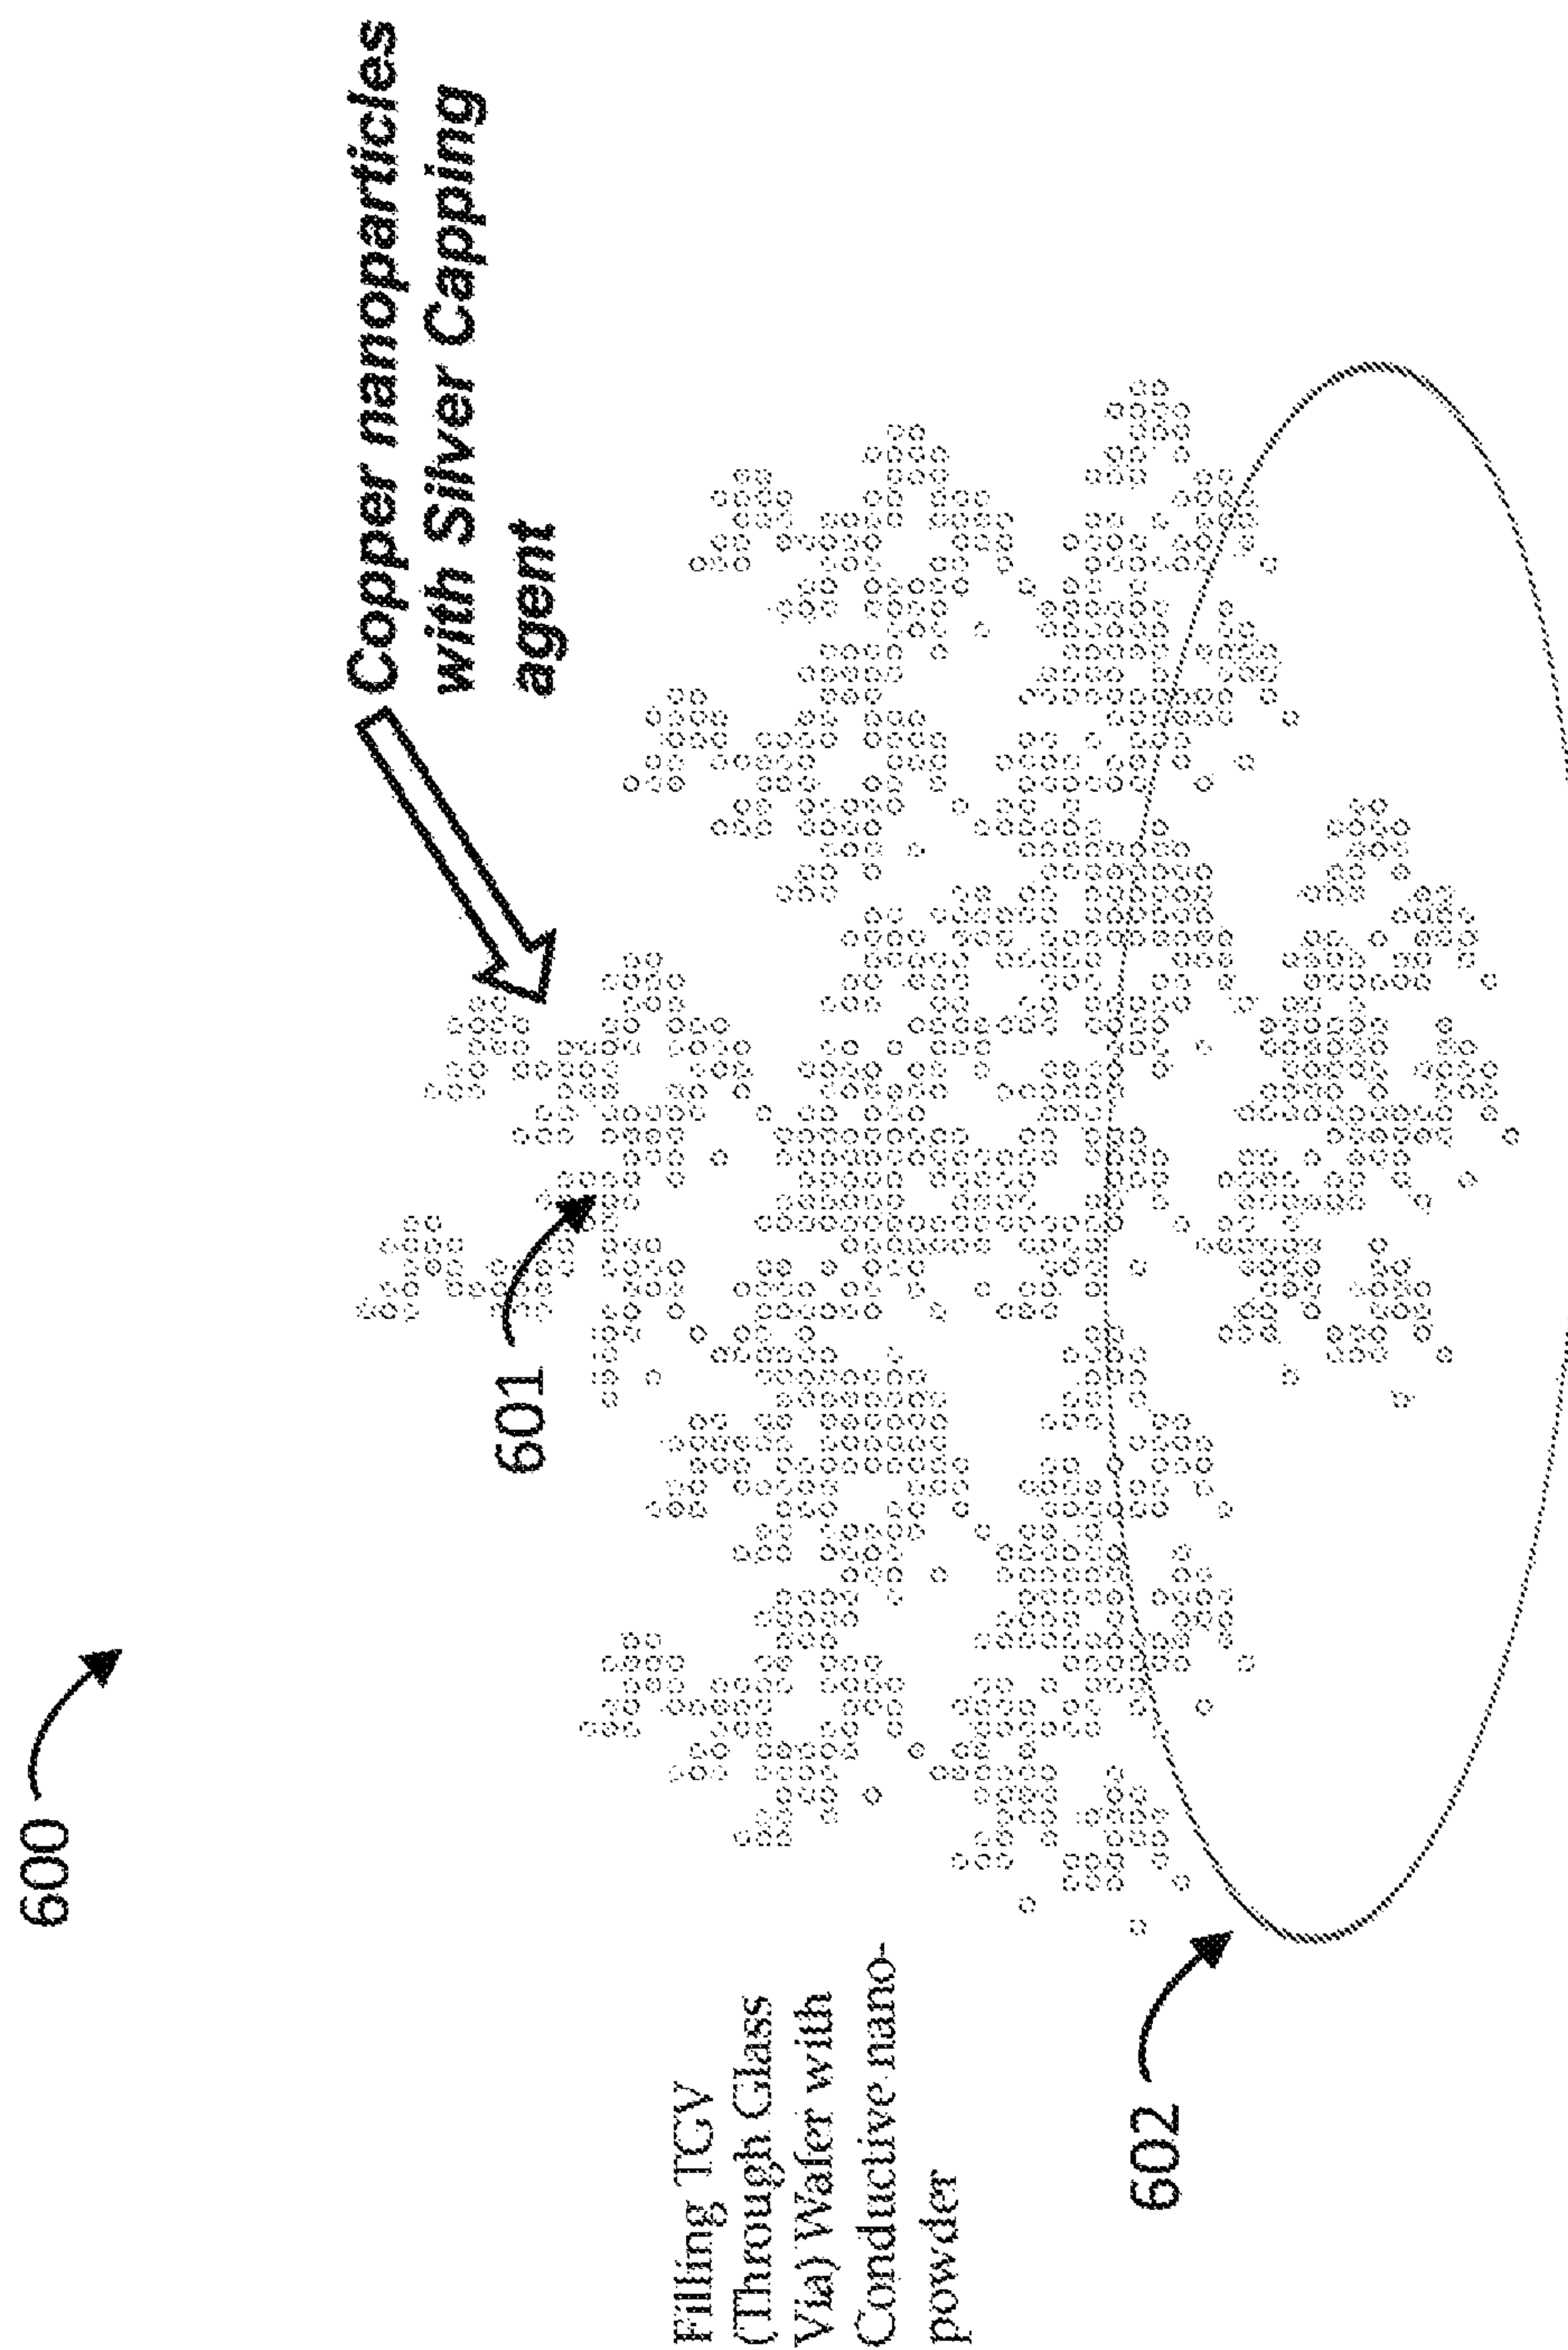 600
Copper nanoparticles
with Silver Capping
agent
601
Filling TGV
(Through Glass
Via) Wafer with
Conductive nano-
powder
602